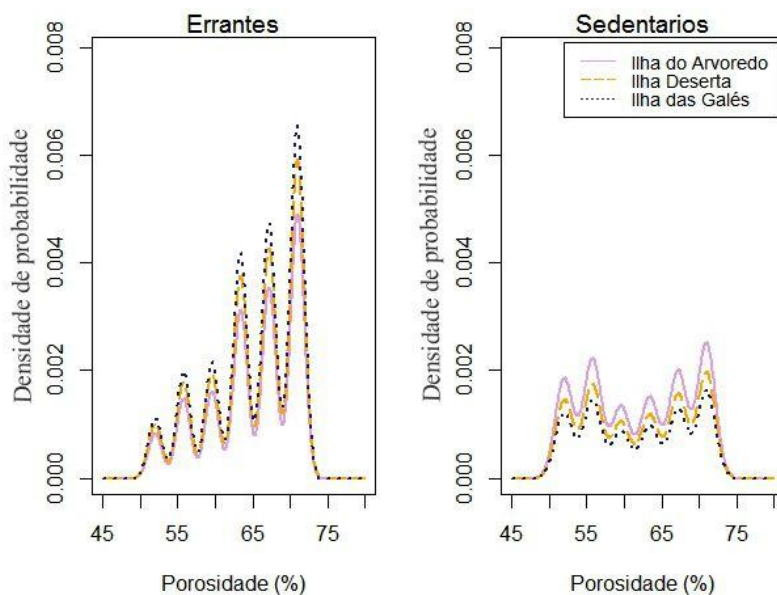 Errantes
Densidade de probabilidade
0.000 0.002 0.004 0.006 0.008
45 55 65 75
Porosidade (%)
Sedentarios
Ilha do Arvoredo
Ilha Deserta
Ilha das Galés
Densidade de probabilidade
0.000 0.002 0.004 0.006 0.008
45 55 65 75
Porosidade (%)